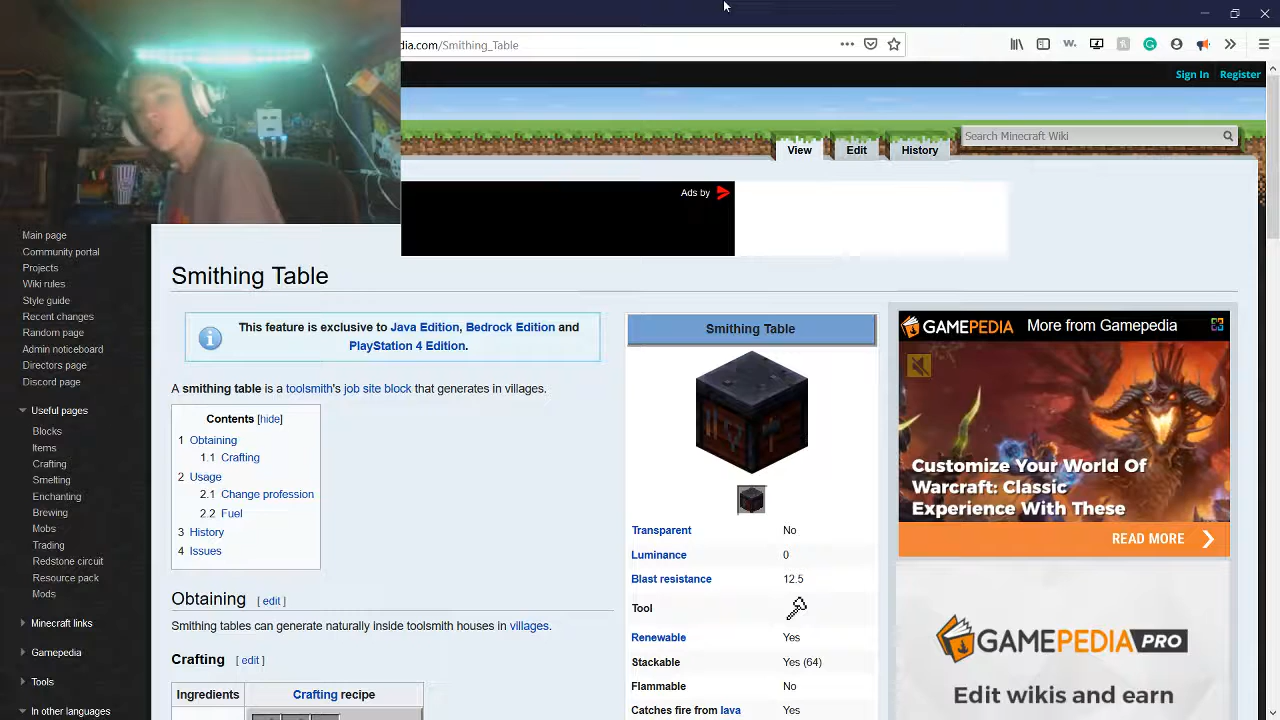 dia.com/Smithing_Table
W.
Sign In Register
Search Minecraft Wiki
View Edit History
Ads by
Main page
Community portal
Projects
Wiki rules
Style guide
Recent changes
Random page
Admin noticeboard
Directors page
Discord page
Useful pages
Blocks
Items
Crafting
Smelting
Enchanting
Brewing
Mobs
Trading
Redstone circuit
Resource pack
Mods
Minecraft links
Gamepedia
Tools
In other languages
Smithing Table
This feature is exclusive to Java Edition, Bedrock Edition and
PlayStation 4 Edition.
A smithing table is a toolsmith's job site block that generates in villages.
Contents [hide]
1 Obtaining
1.1 Crafting
2 Usage
2.1 Change profession
2.2 Fuel
3 History
4 Issues
Obtaining [ edit ]
Smithing tables can generate naturally inside toolsmith houses in villages.
Crafting [ edit ]
Ingredients Crafting recipe
Smithing Table
Transparent No
Luminance 0
Blast resistance 12.5
Tool
Renewable Yes
Stackable Yes (64)
Flammable No
Catches fire from lava Yes
GAMEPEDIA More from Gamepedia
Customize Your World Of
Warcraft: Classic
Experience With These
READ MORE
GAMEPEDIA PRO
Edit wikis and earn